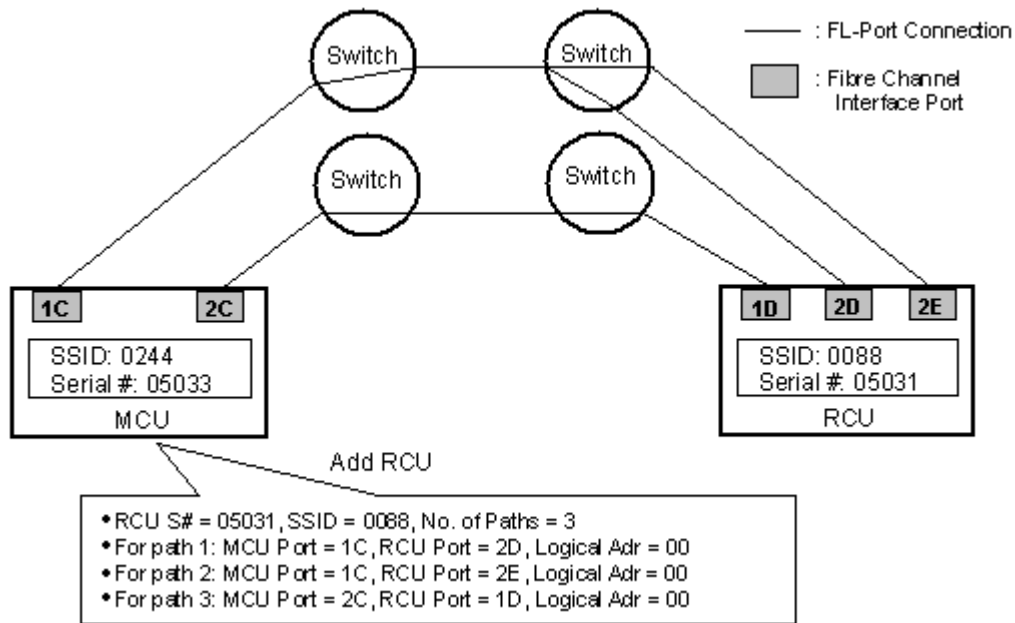 Switch
Switch
: FL-Port Connection
: Fibre Channel
Interface Port
Switch
Switch
1C
2C
1D
2D
2E
SSID: 0244
Serial #: 05033
MCU
SSID: 0088
Serial #: 05031
RCU
Add RCU
• RCU S# = 05031, SSID = 0088, No. of Paths = 3
• For path 1: MCU Port = 1C, RCU Port = 2D, Logical Adr = 00
• For path 2: MCU Port = 1C, RCU Port = 2E, Logical Adr = 00
• For path 3: MCU Port = 2C, RCU Port = 1D, Logical Adr = 00